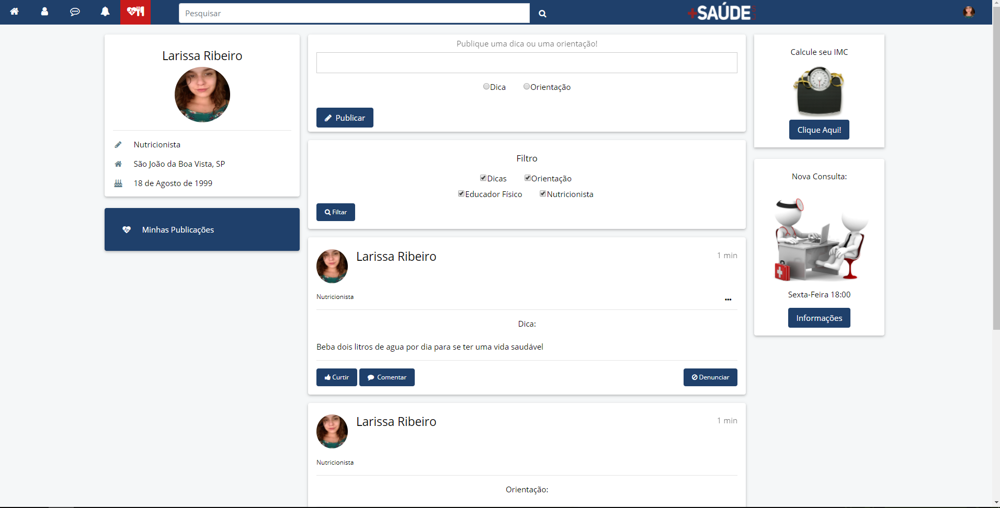 Pesquisar
+SAÚDE
Larissa Ribeiro
Nutricionista
São João da Boa Vista, SP
18 de Agosto de 1999
Minhas Publicações
Publique uma dica ou uma orientação!
Dica Orientação
Publicar
Filtro
Dicas Orientação
Educador Físico Nutricionista
Filtar
Larissa Ribeiro 1 min
Nutricionista
Dica:
Beba dois litros de agua por dia para se ter uma vida saudável
Curtir Comentar Denunciar
Larissa Ribeiro 1 min
Nutricionista
Orientação:
Calcule seu IMC
Clique Aqui!
Nova Consulta:
Sexta-Feira 18:00
Informações